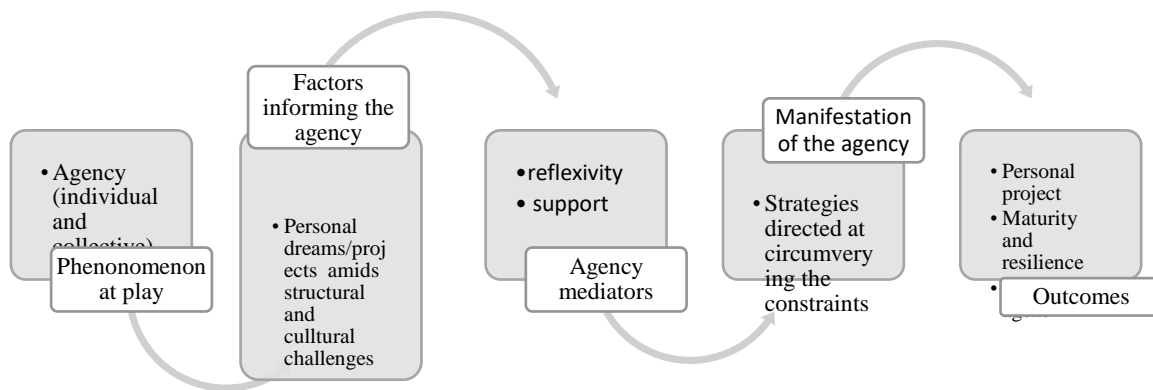 • Agency
(individual
and
collective)
Phenonomenon
at play
Factors
informing the
agency
• Personal
dreams/proj
ects amids
structural
and
culltural
challenges
•reflexivity
• support
Agency
mediators
Manifestation
of the agency
• Strategies
directed at
circumvery
ing the
constraints
• Personal
project
• Maturity
and
resilience
•
Outcomes